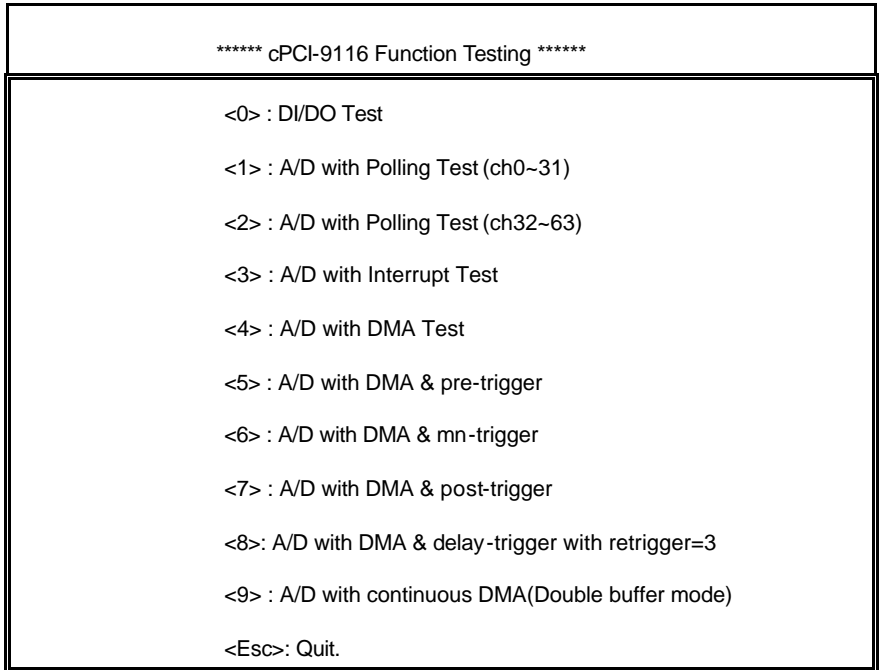 ****** cPCI-9116 Function Testing ******
<0> : DI/DO Test
<1> : A/D with Polling Test (ch0~31)
<2> : A/D with Polling Test (ch32~63)
<3> : A/D with Interrupt Test
<4> : A/D with DMA Test
<5> : A/D with DMA & pre-trigger
<6> : A/D with DMA & mn-trigger
<7> : A/D with DMA & post-trigger
<8>: A/D with DMA & delay-trigger with retrigger=3
<9> : A/D with continuous DMA(Double buffer mode)
<Esc>: Quit.